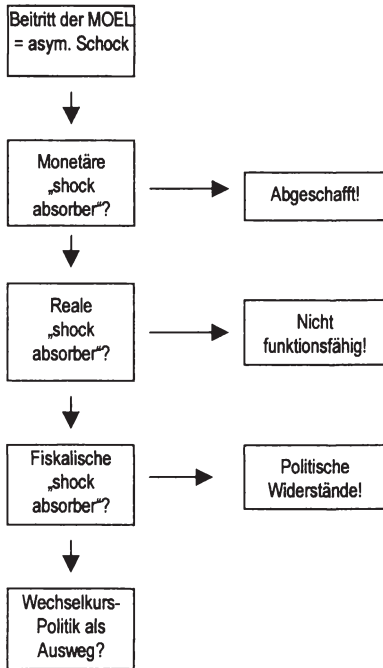 Beitritt der MOEL
= asym. Schock
Monetäre
„shock
absorber“?
Abgeschafft!
Reale
„shock
absorber“?
Nicht
funktionsfähig!
Fiskalische
„shock
absorber“?
Politische
Widerstände!
Wechselkurs-
Politik als
Ausweg?